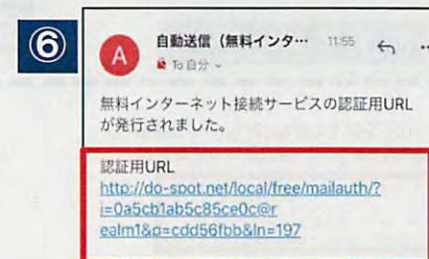 ⑥
A
自動送信（無料インタ… 11:55
To 自分
無料インターネット接続サービスの認証用URL
が発行されました。
認証用URL
http://do-spot.net/local/free/mailauth/?
i=0a5cb1ab5c85ce0c@r
ealm1&p=cdd56fbb&ln=197